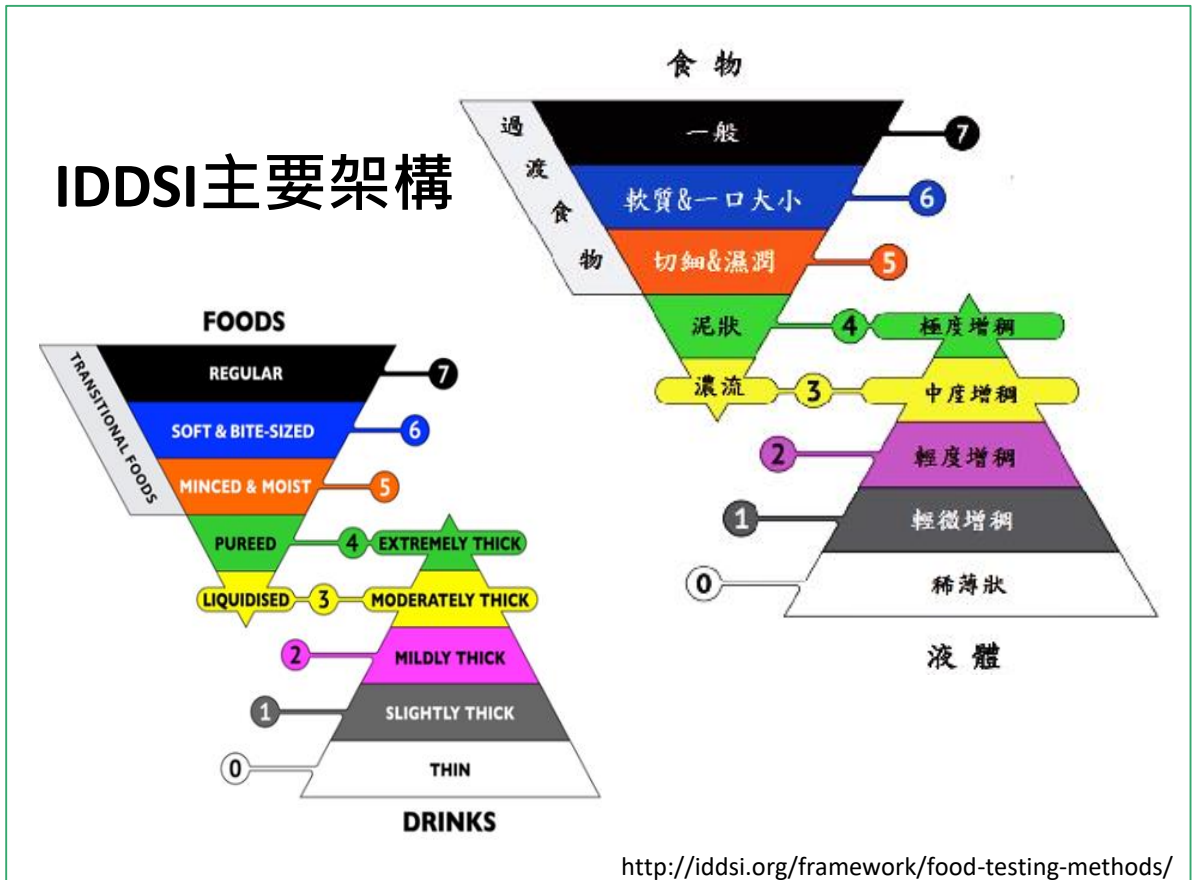 IDDSI主要架構
食物
過渡食物
一般
7
軟質&一口大小
6
切細&濕潤
5
泥狀
4
極度增稠
濃流
3
中度增稠
2
輕度增稠
1
輕微增稠
0
稀薄狀
液體
FOODS
TRANSITIONAL FOODS
REGULAR
7
SOFT & BITE-SIZED
6
MINCED & MOIST
5
PUREED
4
EXTREMELY THICK
LIQUIDISED
3
MODERATELY THICK
2
MILDLY THICK
1
SLIGHTLY THICK
0
THIN
DRINKS
http://iddsi.org/framework/food-testing-methods/